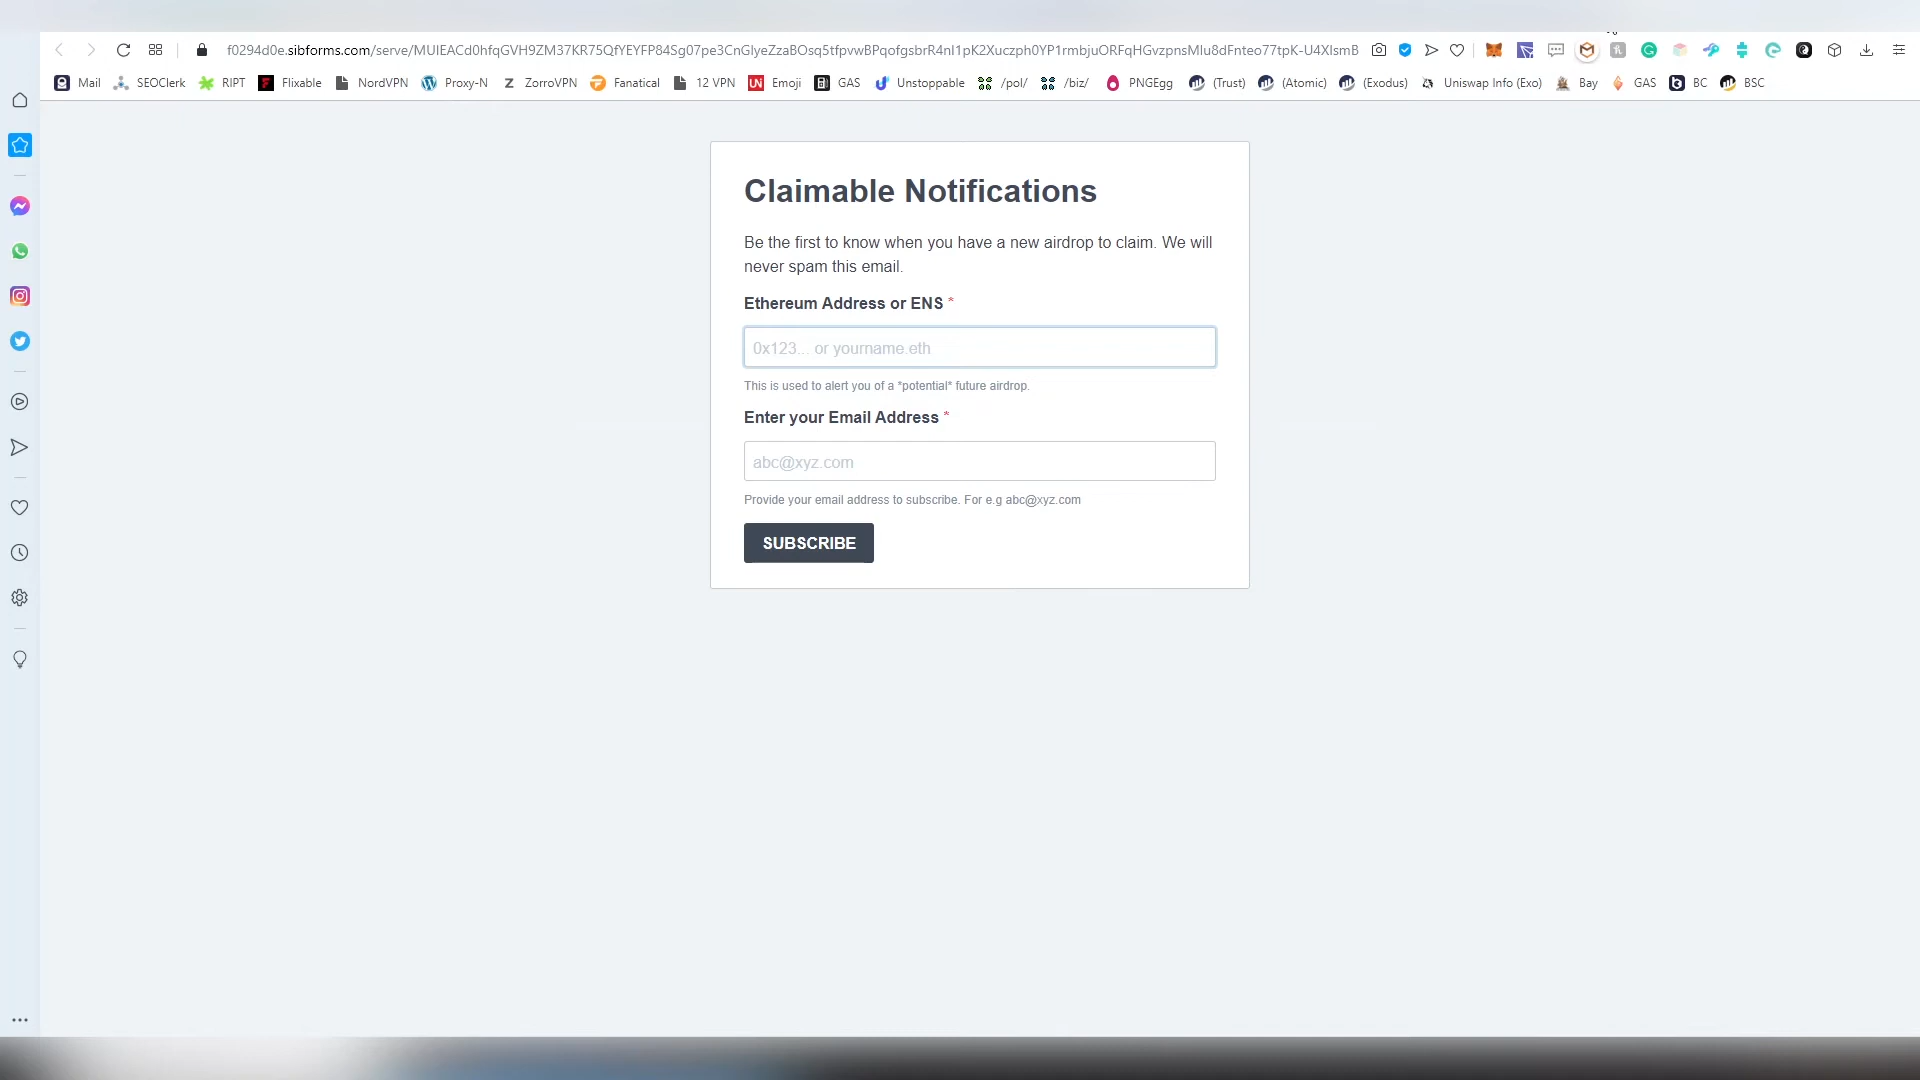 f0294d0e.sibforms.com/serve/MUIEACd0hfqGVH9ZM37KR75QfYEYFP84Sg07pe3CnGlyeZzaBOsq5tfpvwBPqofgsbrR4nI1pK2Xuczph0YP1rmbjuORFqHGvzpnsMlu8dFnteo77tpK-U4XlsmB
Mail SEOClerk RIPT Flixable NordVPN Proxy-N ZorroVPN Fanatical 12 VPN Emoji GAS Unstoppable /pol/ /biz/ PNGEgg (Trust) (Atomic) (Exodus) Uniswap Info (Exo) Bay GAS BC BSC
Claimable Notifications
Be the first to know when you have a new airdrop to claim. We will
never spam this email.
Ethereum Address or ENS *
0x123... or yourname.eth
This is used to alert you of a *potential* future airdrop.
Enter your Email Address *
abc@xyz.com
Provide your email address to subscribe. For e.g abc@xyz.com
SUBSCRIBE